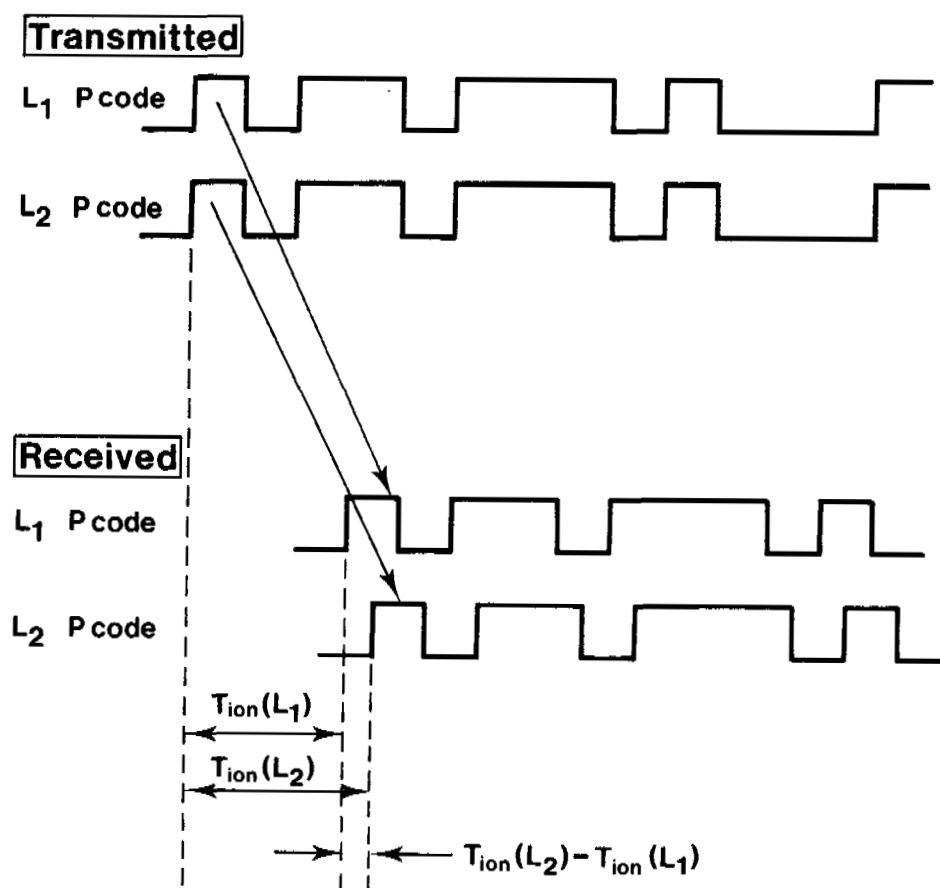 Transmitted
L₁ P code
L₂ P code
Received
L₁ P code
L₂ P code
Tᵢₒₙ(L₁)
Tᵢₒₙ(L₂)
Tᵢₒₙ(L₂) – Tᵢₒₙ(L₁)